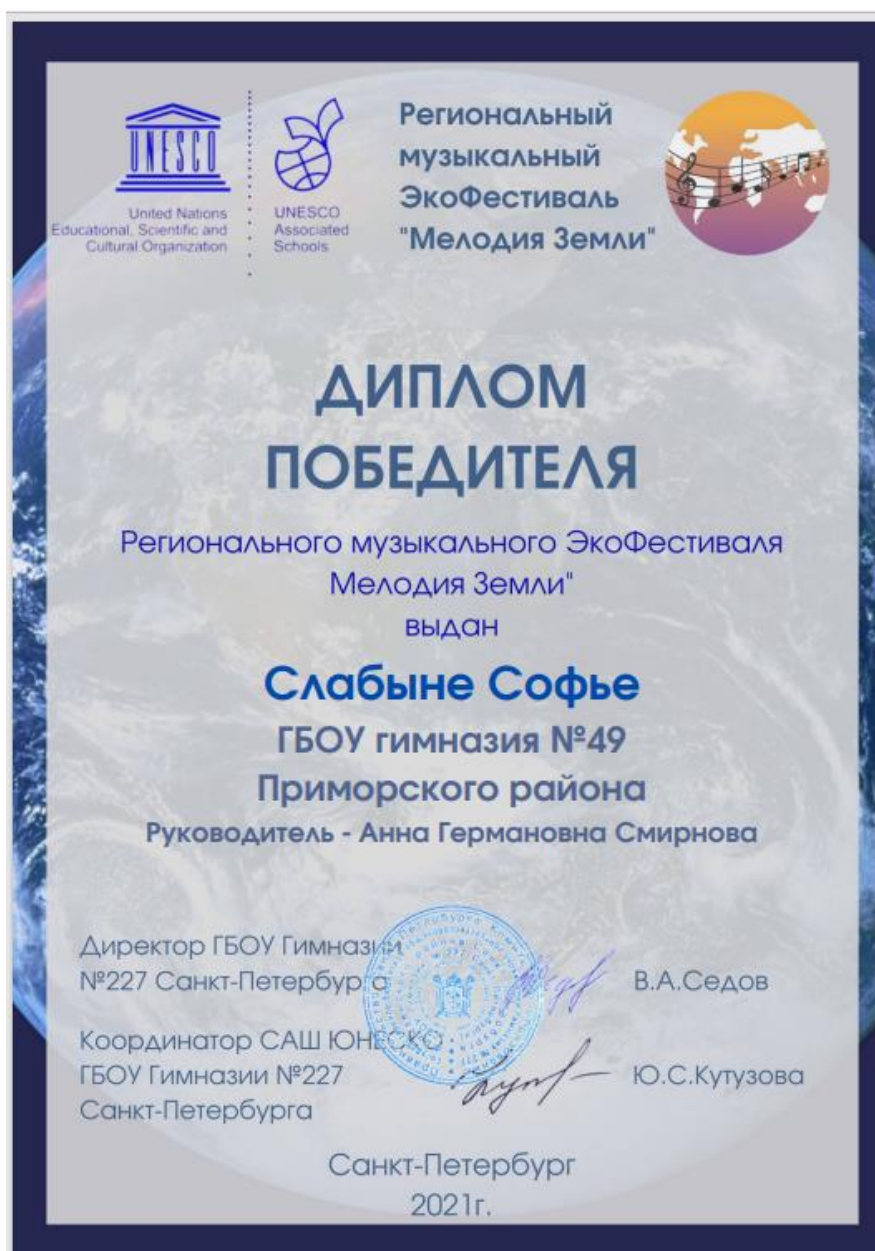 UNESCO
United Nations
Educational, Scientific and
Cultural Organization
UNESCO
Associated
Schools
Региональный
музыкальный
ЭкоФестиваль
"Мелодия Земли"
ДИПЛОМ
ПОБЕДИТЕЛЯ
Регионального музыкального ЭкоФестиваля
Мелодия Земли"
выдан
Слабыне Софье
ГБОУ гимназия №49
Приморского района
Руководитель - Анна Германовна Смирнова
Директор ГБОУ Гимназии
№227 Санкт-Петербурга
В.А.Седов
Координатор САШ ЮНЕСКО
ГБОУ Гимназии №227
Санкт-Петербурга
Ю.С.Кутузова
Санкт-Петербург
2021г.